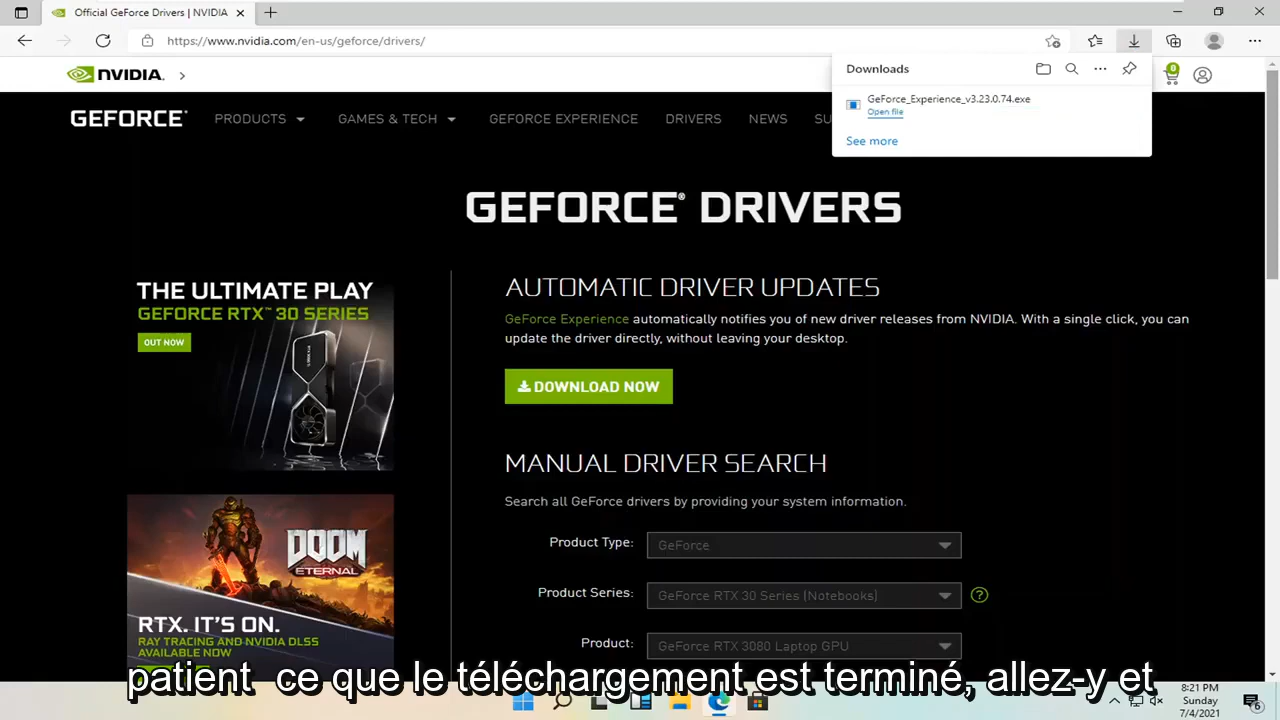 Official GeForce Drivers | NVIDIA
https://www.nvidia.com/en-us/geforce/drivers/
Downloads
GeForce_Experience_v3.23.0.74.exe
Open file
See more
NVIDIA.
0
GEFORCE®
PRODUCTS
GAMES & TECH
GEFORCE EXPERIENCE
DRIVERS
NEWS
SU
GEFORCE® DRIVERS
THE ULTIMATE PLAY
GEFORCE RTX™ 30 SERIES
OUT NOW
AUTOMATIC DRIVER UPDATES
GeForce Experience automatically notifies you of new driver releases from NVIDIA. With a single click, you can
update the driver directly, without leaving your desktop.
DOWNLOAD NOW
MANUAL DRIVER SEARCH
Search all GeForce drivers by providing your system information.
Product Type: GeForce
Product Series: GeForce RTX 30 Series (Notebooks) ?
Product: GeForce RTX 3080 Laptop GPU
DOOM
ETERNAL
RTX. IT'S ON.
RAY TRACING AND NVIDIA DLSS
AVAILABLE NOW
patient ce que le téléchargement est terminé, allez-y et
8:21 PM
Sunday
7/4/2021
6